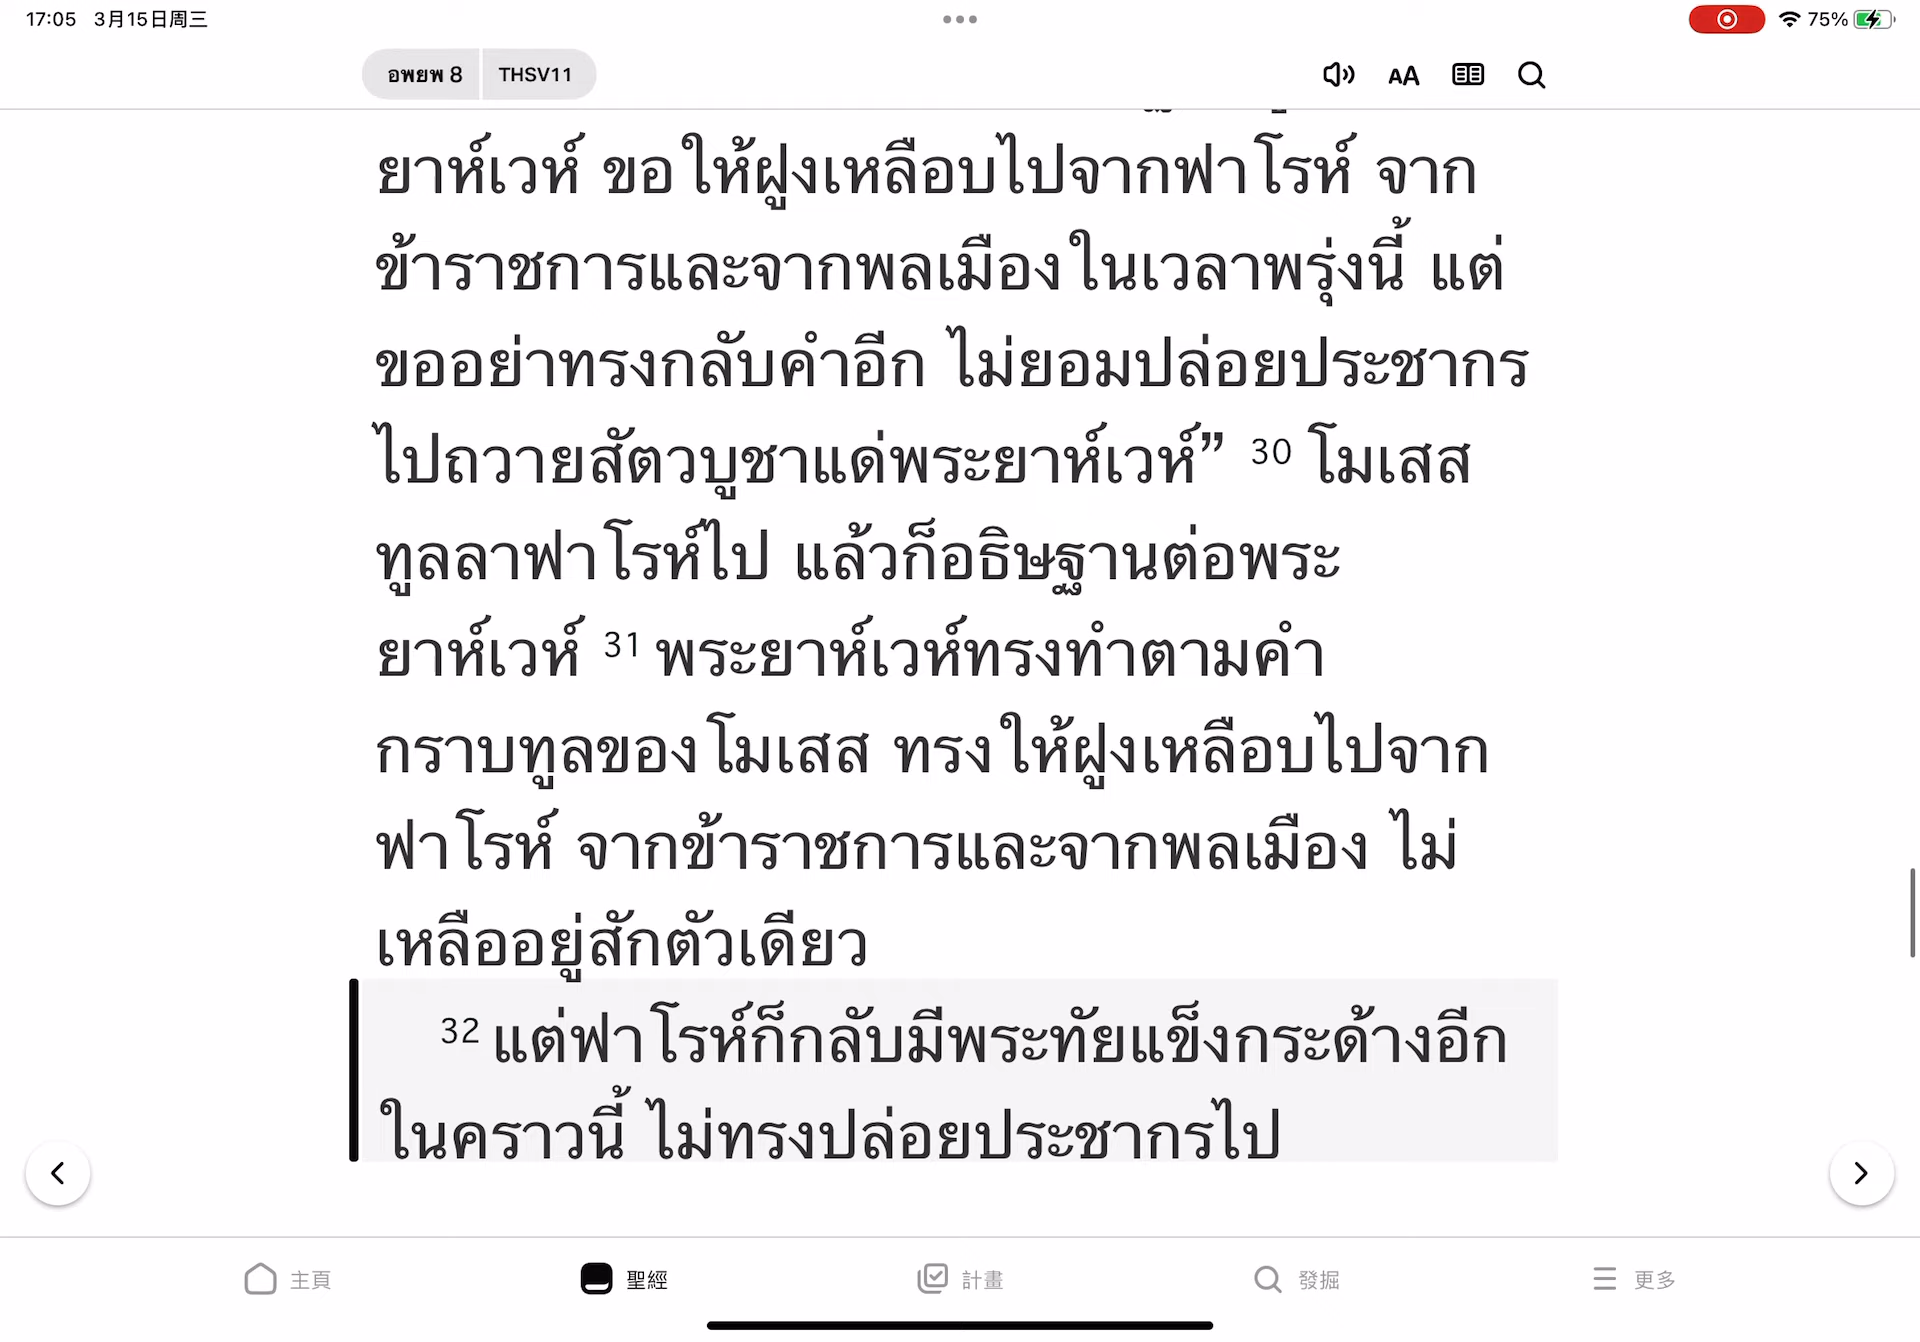 17:05 3月15日周三
75%
อพยพ 8 THSV11
AA
ยาห์เวห์ ขอให้ฝูงเหลือบไปจากฟาโรห์ จาก
ข้าราชการและจากพลเมืองในเวลาพรุ่งนี้ แต่
ขออย่าทรงกลับคำอีก ไม่ยอมปล่อยประชากร
ไปถวายสัตวบูชาแด่พระยาห์เวห์” 30 โมเสส
ทูลลาฟาโรห์ไป แล้วก็อธิษฐานต่อพระ
ยาห์เวห์ 31 พระยาห์เวห์ทรงทำตามคำ
กราบทูลของโมเสส ทรงให้ฝูงเหลือบไปจาก
ฟาโรห์ จากข้าราชการและจากพลเมือง ไม่
เหลืออยู่สักตัวเดียว
32 แต่ฟาโรห์ก็กลับมีพระทัยแข็งกระด้างอีก
ในคราวนี้ ไม่ทรงปล่อยประชากรไป
主頁 聖經 計畫 發掘 更多